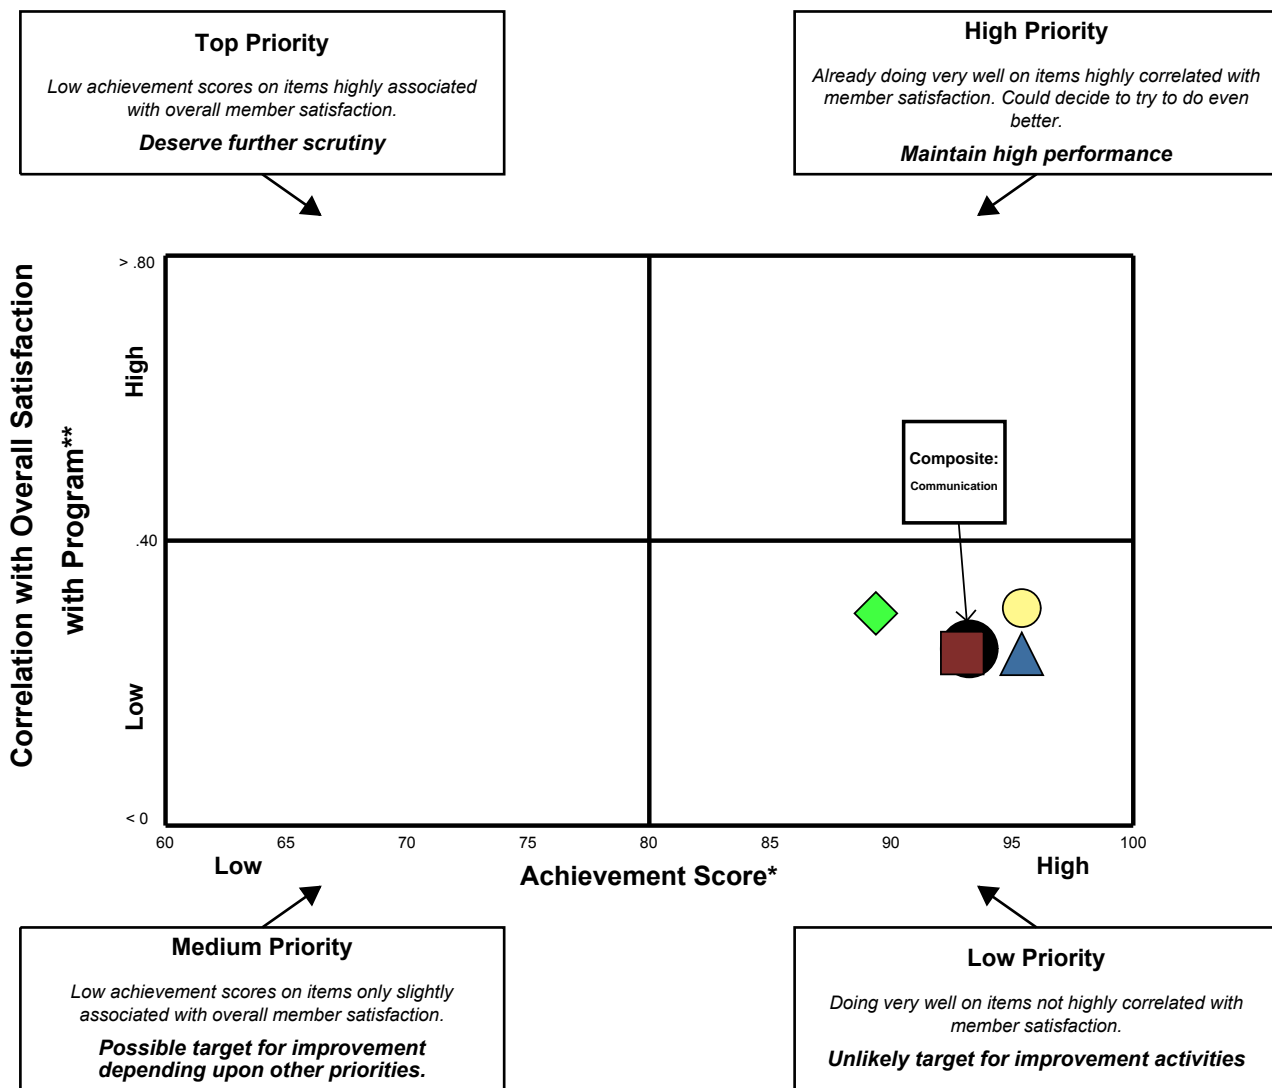 Top Priority
Low achievement scores on items highly associated
with overall member satisfaction.
Deserve further scrutiny
High Priority
Already doing very well on items highly correlated with
member satisfaction. Could decide to try to do even
better.
Maintain high performance
Correlation with Overall Satisfaction
with Program**
> .80
High
.40
Low
< 0
Composite:
Communication
60
65
70
75
80
85
90
95
100
Low
Achievement Score*
High
Medium Priority
Low achievement scores on items only slightly
associated with overall member satisfaction.
Possible target for improvement
depending upon other priorities.
Low Priority
Doing very well on items not highly correlated with
member satisfaction.
Unlikely target for improvement activities